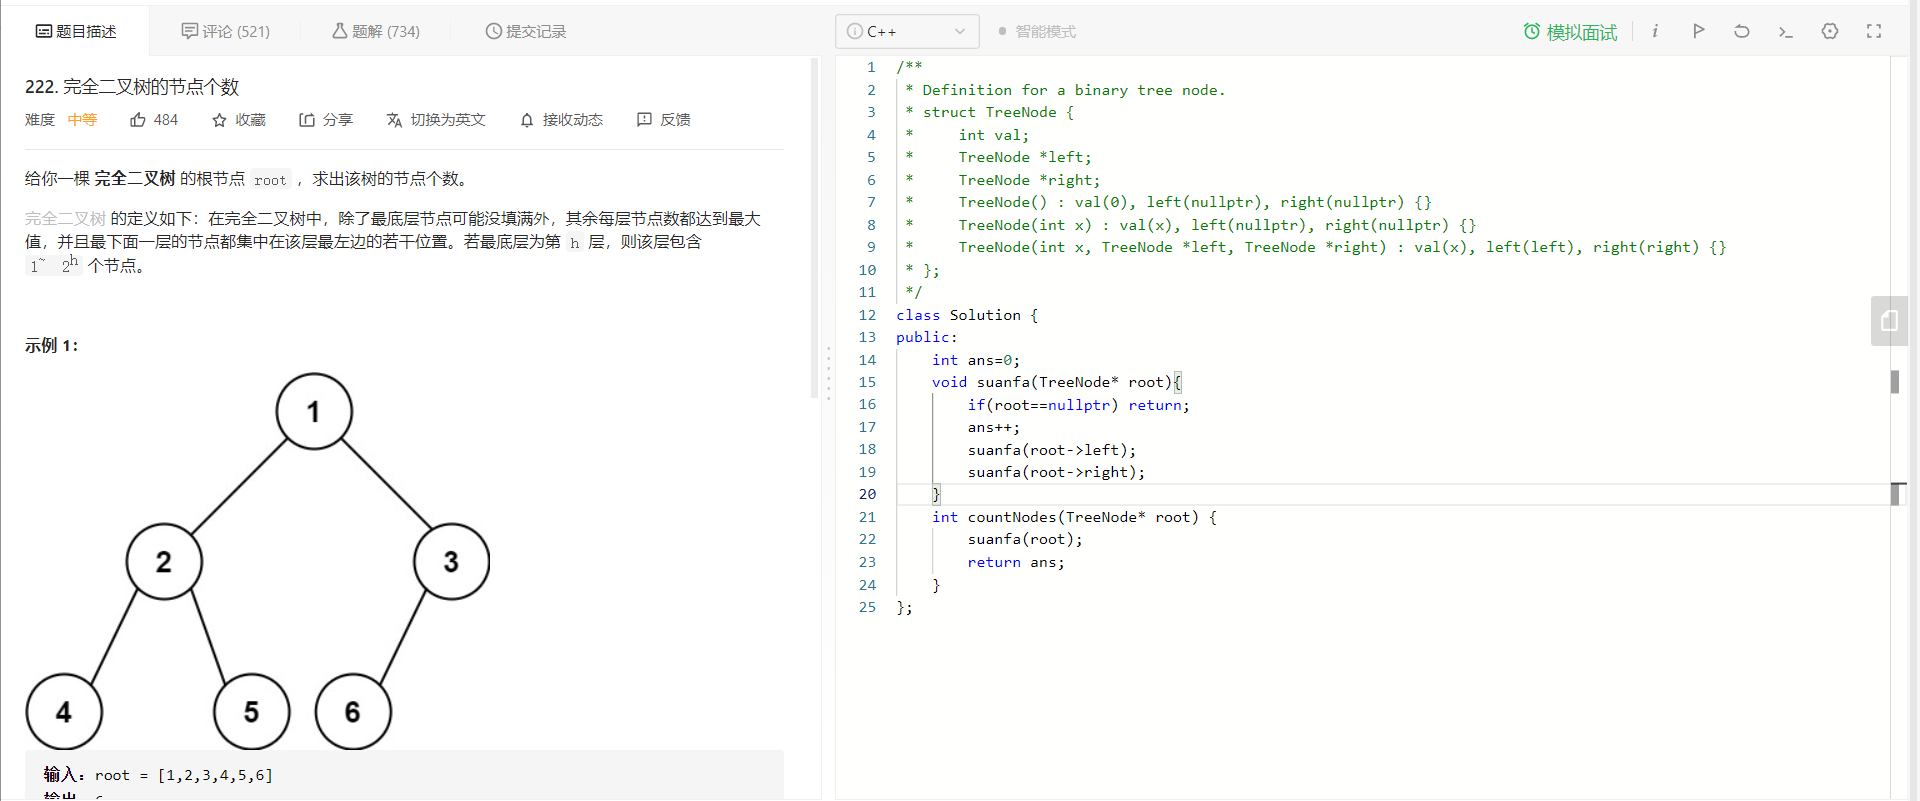 题目描述
评论 (521)
题解 (734)
提交记录
222. 完全二叉树的节点个数
难度 中等 484 收藏 分享 切换为英文 接收动态 反馈
给你一棵 完全二叉树 的根节点 root ，求出该树的节点个数。
完全二叉树 的定义如下：在完全二叉树中，除了最底层节点可能没填满外，其余每层节点数都达到最大
值，并且最下面一层的节点都集中在该层最左边的若干位置。若最底层为第 h 层，则该层包含
1~ 2^h 个节点。
示例 1：
1
2 3
4 5 6
输入：root = [1,2,3,4,5,6]
C++
智能模式
模拟面试
1 /**
2  * Definition for a binary tree node.
3  * struct TreeNode {
4  *     int val;
5  *     TreeNode *left;
6  *     TreeNode *right;
7  *     TreeNode() : val(0), left(nullptr), right(nullptr) {}
8  *     TreeNode(int x) : val(x), left(nullptr), right(nullptr) {}
9  *     TreeNode(int x, TreeNode *left, TreeNode *right) : val(x), left(left), right(right) {}
10  * };
11  */
12 class Solution {
13 public:
14     int ans=0;
15     void suanfa(TreeNode* root){
16         if(root==nullptr) return;
17         ans++;
18         suanfa(root->left);
19         suanfa(root->right);
20     }
21     int countNodes(TreeNode* root) {
22         suanfa(root);
23         return ans;
24     }
25 };